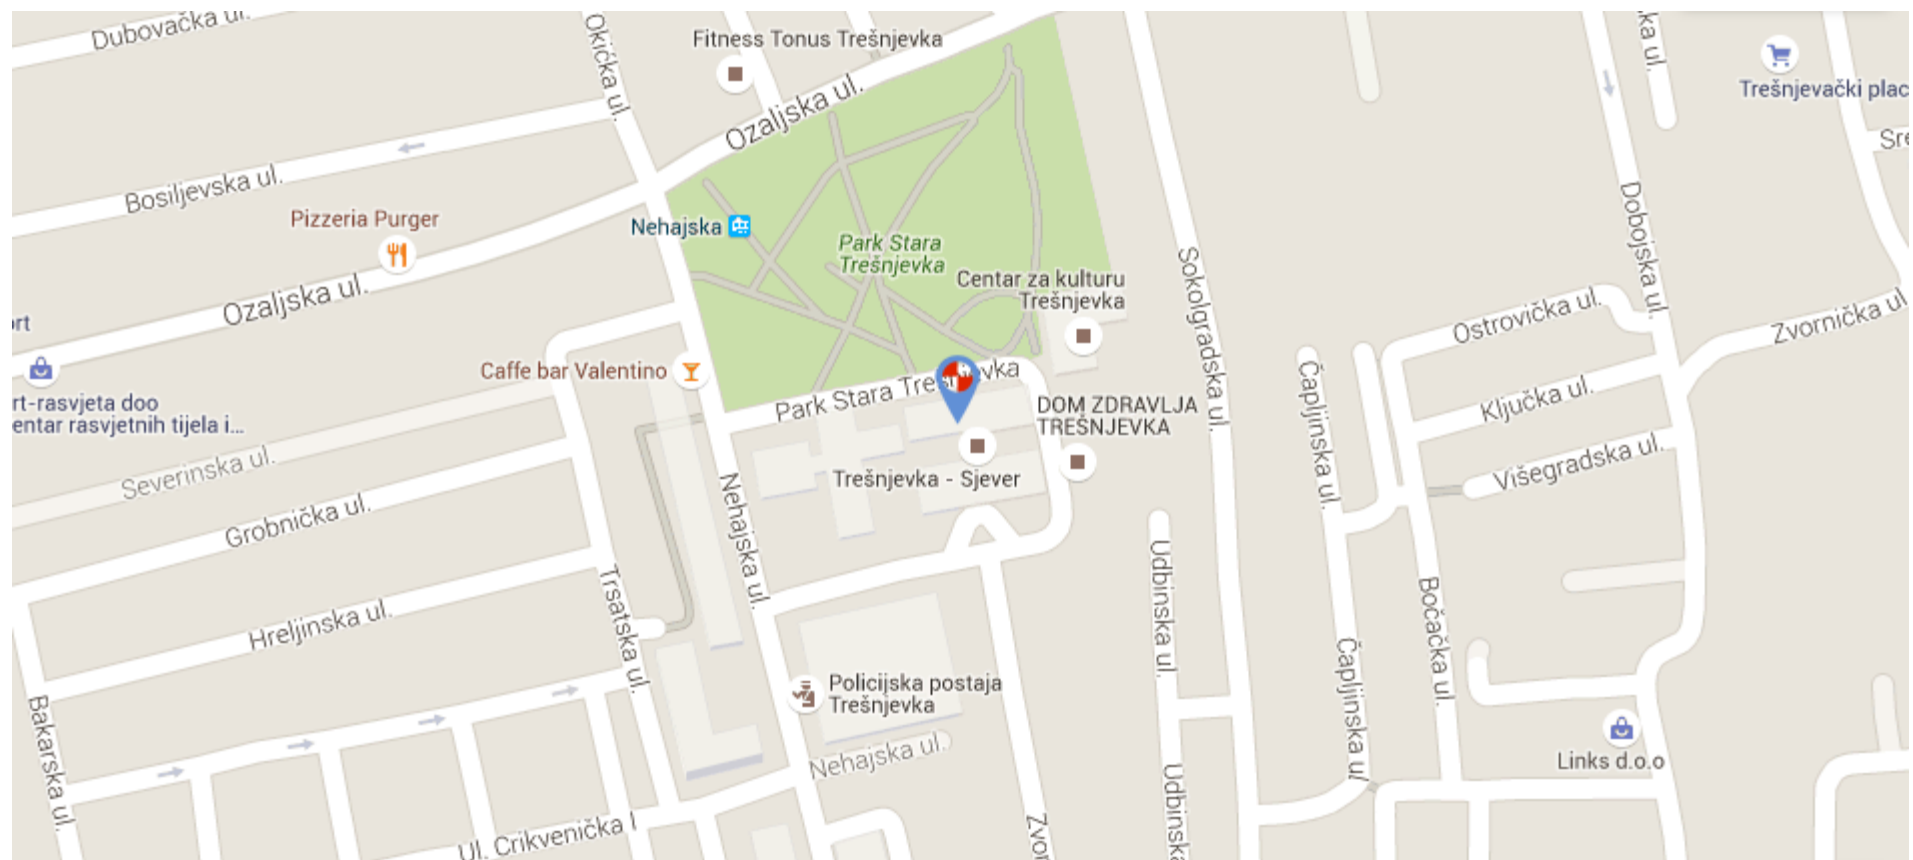 Dubovačka ul.
Okićka ul.
Fitness Tonus Trešnjevka
Trešnjevački plac
Ozaljska ul.
Bosiljevska ul.
Pizzeria Purger
Nehajska
Park Stara
Trešnjevka
Centar za kulturu
Trešnjevka
Sokolgradska ul.
Dobojska ul.
Ozaljska ul.
Ostrovička ul.
Zvornička ul
Caffe bar Valentino
Park Stara Trešnjevka
DOM ZDRAVLJA
TREŠNJEVKA
Čapljinska ul.
Ključka ul.
rt-rasvjeta doo
entar rasvjetnih tijela i...
Severinska ul.
Trešnjevka - Sjever
Višegradska ul.
Grobnička ul.
Nehajska ul.
Trsatska ul.
Udbinska ul.
Bočačka ul.
Hreljinska ul.
Čapljinska ul
Policijska postaja
Trešnjevka
Bakarska ul.
Nehajska ul.
Links d.o.o
Udbinska
Ul. Crikvenička I
Zvor